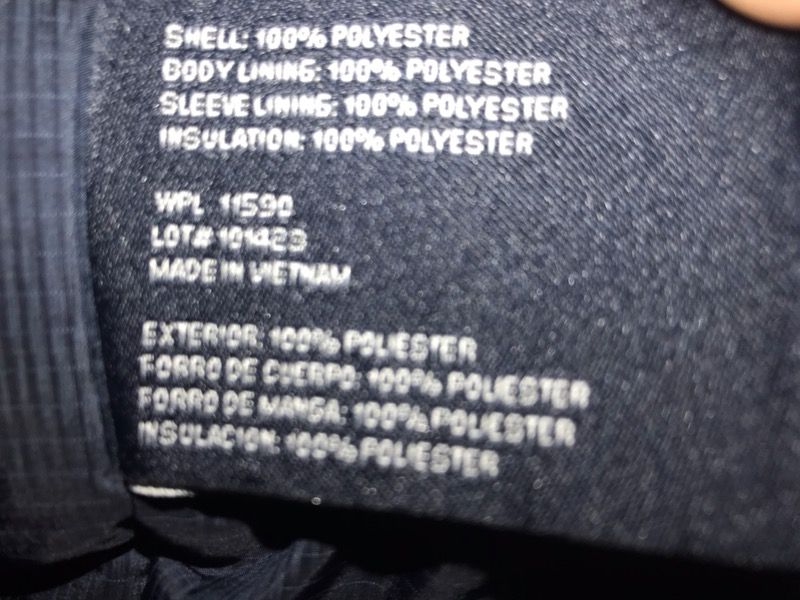 SHELL: 100% POLYESTER
BODY LINING: 100% POLYESTER
SLEEVE LINING: 100% POLYESTER
INSULATION: 100% POLYESTER
WPL 11590
LOT# 101423
MADE IN VIETNAM
EXTERIOR: 100% POLIESTER
FORRO DE CUERPO: 100% POLIESTER
FORRO DE MANGA: 100% POLIESTER
INSULACION: 100% POLIESTER